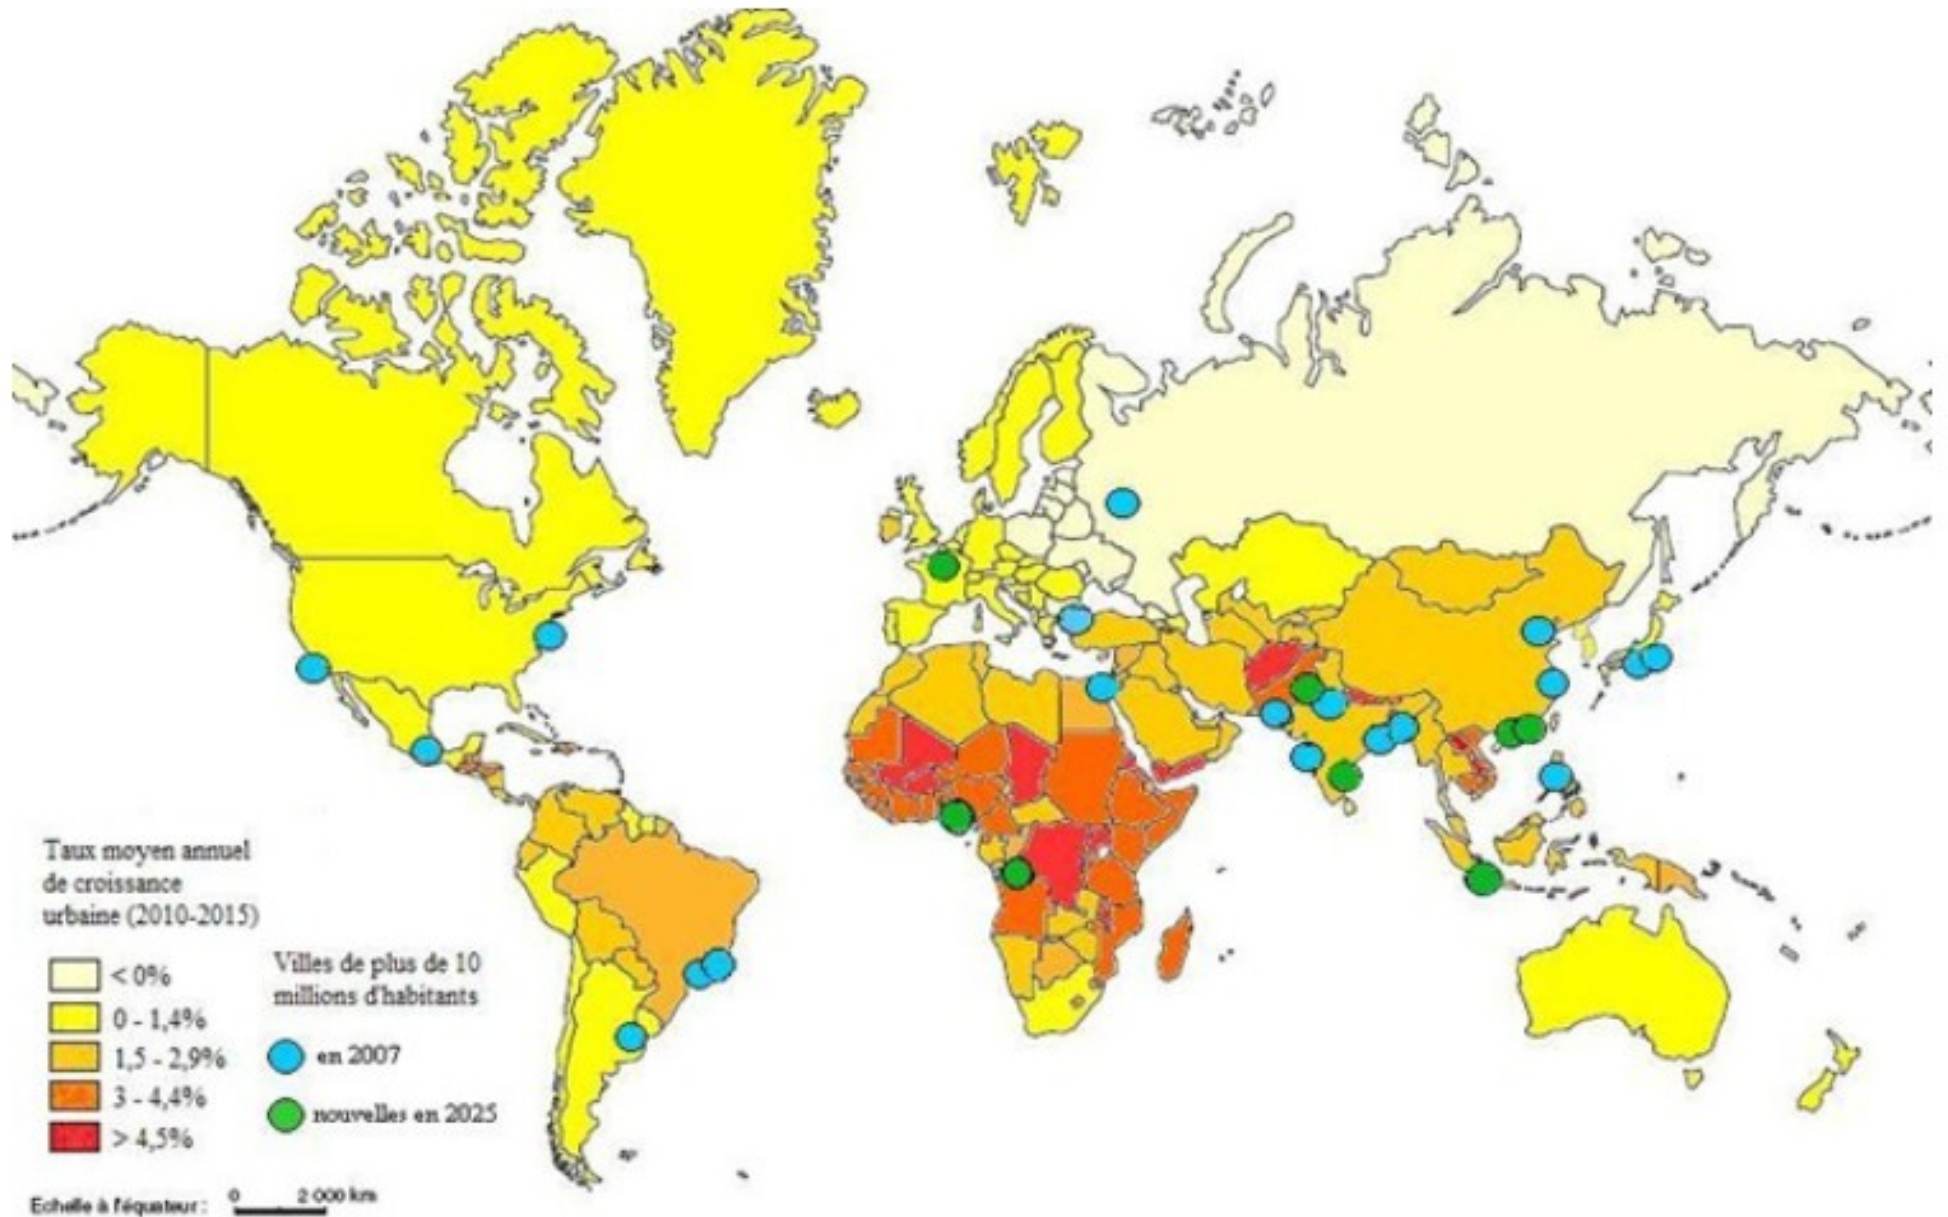 Taux moyen annuel
de croissance
urbaine (2010-2015)
< 0%
0 - 1,4%
1,5 - 2,9%
3 - 4,4%
> 4,5%
Villes de plus de 10
millions d'habitants
en 2007
nouvelles en 2025
Echelle à l'équateur :
0 2 000 km